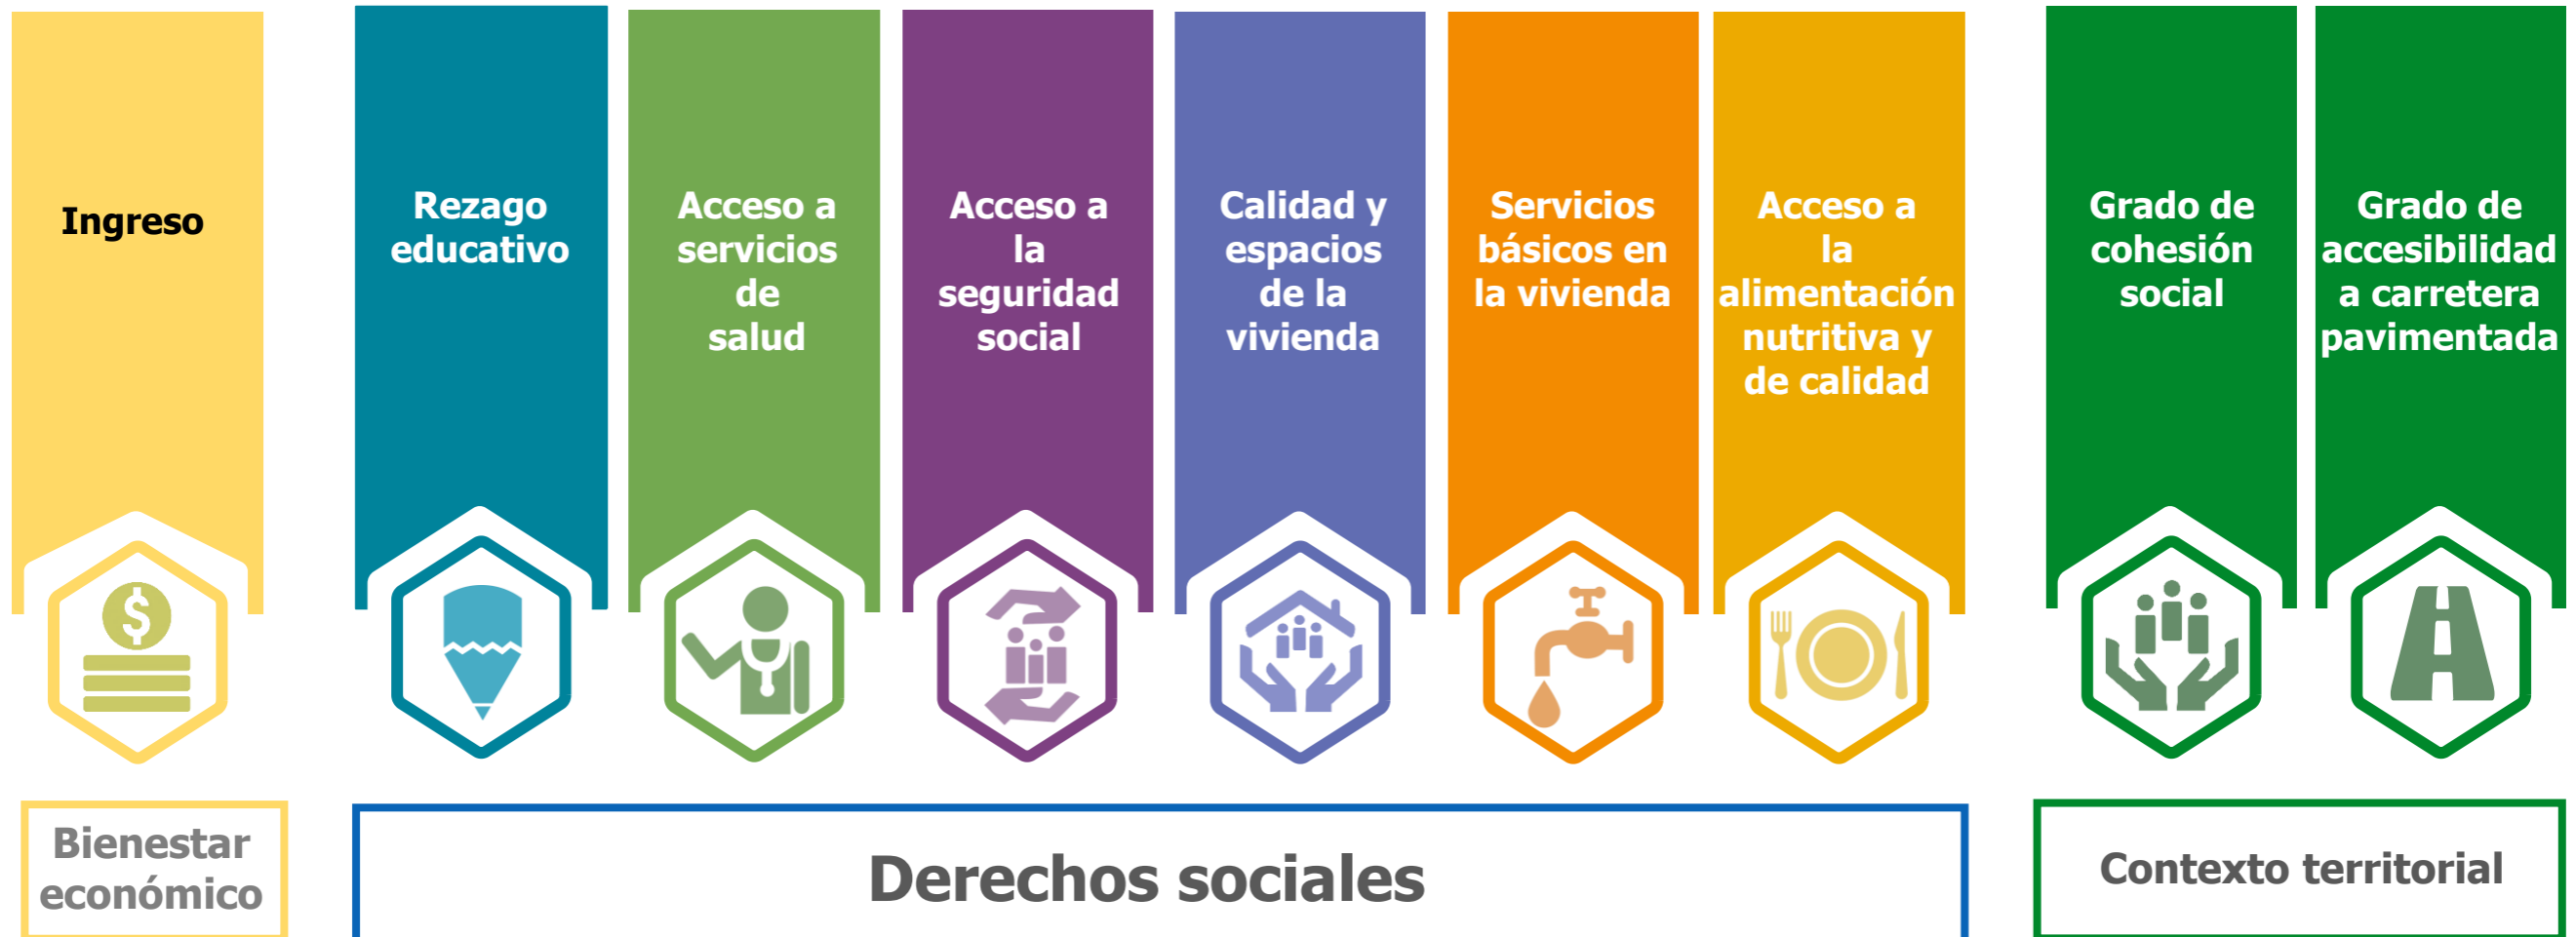 Ingreso
Rezago
educativo
Acceso a
servicios
de
salud
Acceso a
la
seguridad
social
Calidad y
espacios
de la
vivienda
Servicios
básicos en
la vivienda
Acceso a
la
alimentación
nutritiva y
de calidad
Grado de
cohesión
social
Grado de
accesibilidad
a carretera
pavimentada
$
Bienestar
económico
Derechos sociales
Contexto territorial